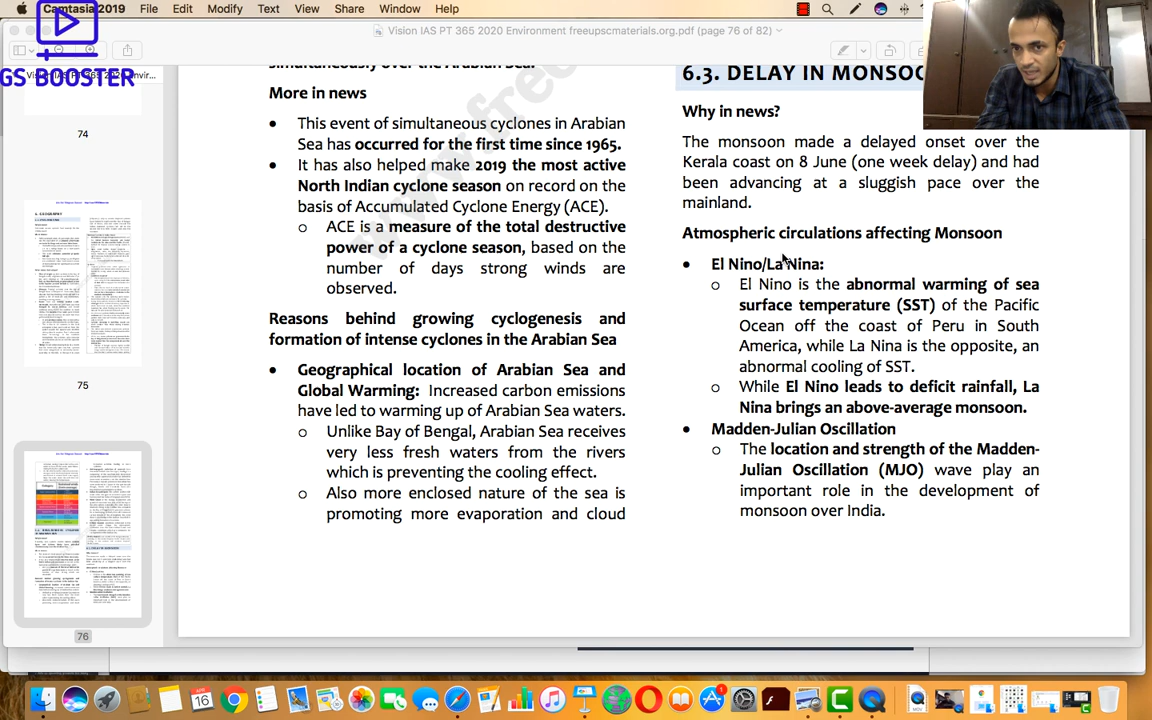 Camtasia 2019 File Edit Modify Text View Share Window Help
Vision IAS PT 365 2020 Environment freeupscmaterials.org.pdf (page 76 of 82)
GS BOOSTER
74
75
76
simultaneously over the Arabian Sea.
More in news
• This event of simultaneous cyclones in Arabian
Sea has occurred for the first time since 1965.
• It has also helped make 2019 the most active
North Indian cyclone season on record on the
basis of Accumulated Cyclone Energy (ACE).
o ACE is a measure of the total destructive
power of a cyclone season, based on the
number of days strong winds are
observed.
Reasons behind growing cyclogenesis and
formation of intense cyclones in the Arabian Sea
• Geographical location of Arabian Sea and
Global Warming: Increased carbon emissions
have led to warming up of Arabian Sea waters.
o Unlike Bay of Bengal, Arabian Sea receives
very less fresh waters from the rivers
which is preventing the cooling effect.
o Also more enclosed nature of the sea is
promoting more evaporation and cloud
6.3. DELAY IN MONSOO
Why in news?
The monsoon made a delayed onset over the
Kerala coast on 8 June (one week delay) and had
been advancing at a sluggish pace over the
mainland.
Atmospheric circulations affecting Monsoon
• El Nino/La Nina:
o El Nino is the abnormal warming of sea
surface temperature (SST) of the Pacific
Ocan off the coast of Peru in South
America, while La Nina is the opposite, an
abnormal cooling of SST.
o While El Nino leads to deficit rainfall, La
Nina brings an above-average monsoon.
• Madden-Julian Oscillation
o The location and strength of the Madden-
Julian Oscillation (MJO) wave play an
important role in the development of
monsoon over India.